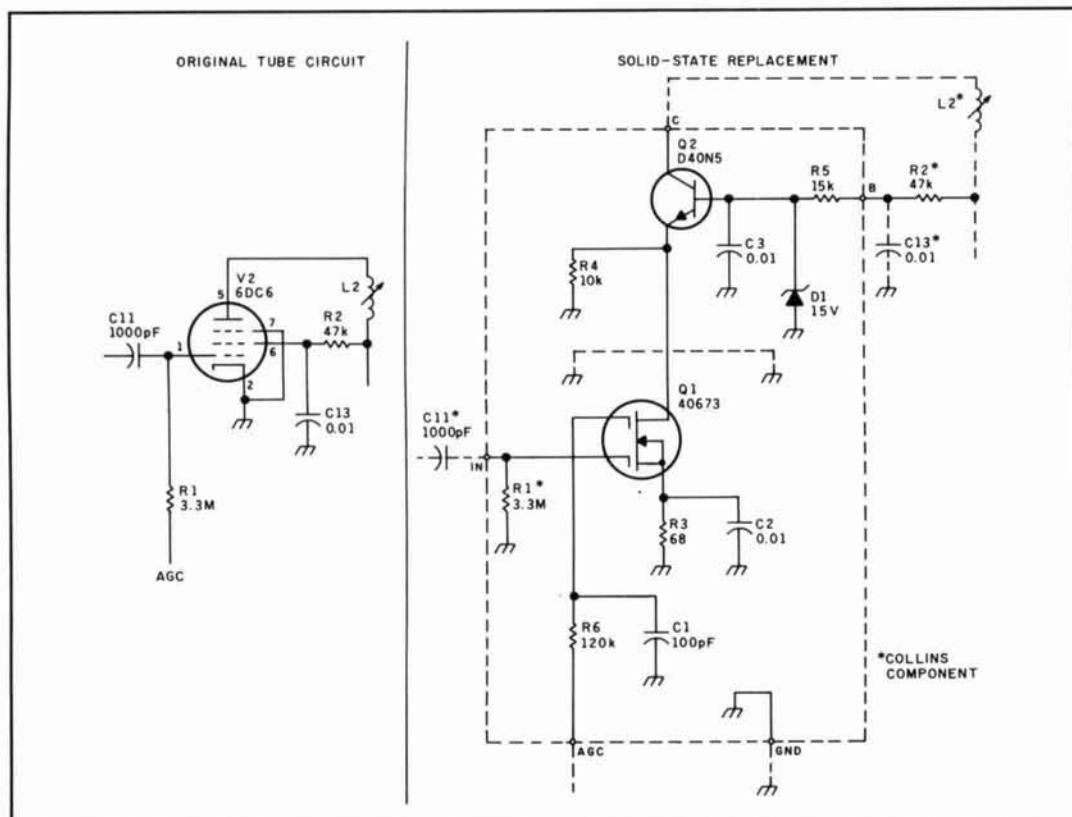 ORIGINAL TUBE CIRCUIT
C11
1000pF
V2
6DC6
5
1
7
6
2
L2
R2
47k
C13
0.01
R1
3.3M
AGC
SOLID-STATE REPLACEMENT
C
L2*
Q2
D40N5
R5
15k
B
R2*
47k
C3
0.01
C13*
0.01
R4
10k
D1
15V
Q1
40673
C11*
1000pF
IN
R1*
3.3M
R3
68
C2
0.01
R6
120k
C1
100pF
*COLLINS
COMPONENT
AGC
GND